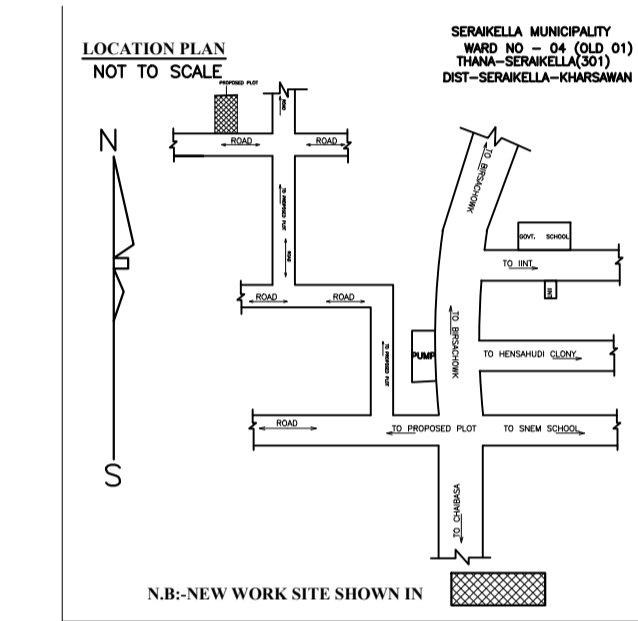 LOCATION PLAN
NOT TO SCALE
SERAIKELLA MUNICIPALITY
WARD NO - 04 (OLD 01)
THANA-SERAIKELLA(301)
DIST-SERAIKELLA-KHARSAWAN
PROPOSED PLOT
ROAD
ROAD
ROAD
N
TO PROPOSED PLOT
ROAD
TO BIRSACHOWK
GOVT. SCHOOL
TO IINT
INT
ROAD
ROAD
TO BIRSACHOWK
PUMP
TO PROPOSED PLOT
TO HENSAHUDI CLONY
ROAD
TO PROPOSED PLOT
TO SNEM SCHOOL
S
TO CHAIBASA
N.B:-NEW WORK SITE SHOWN IN